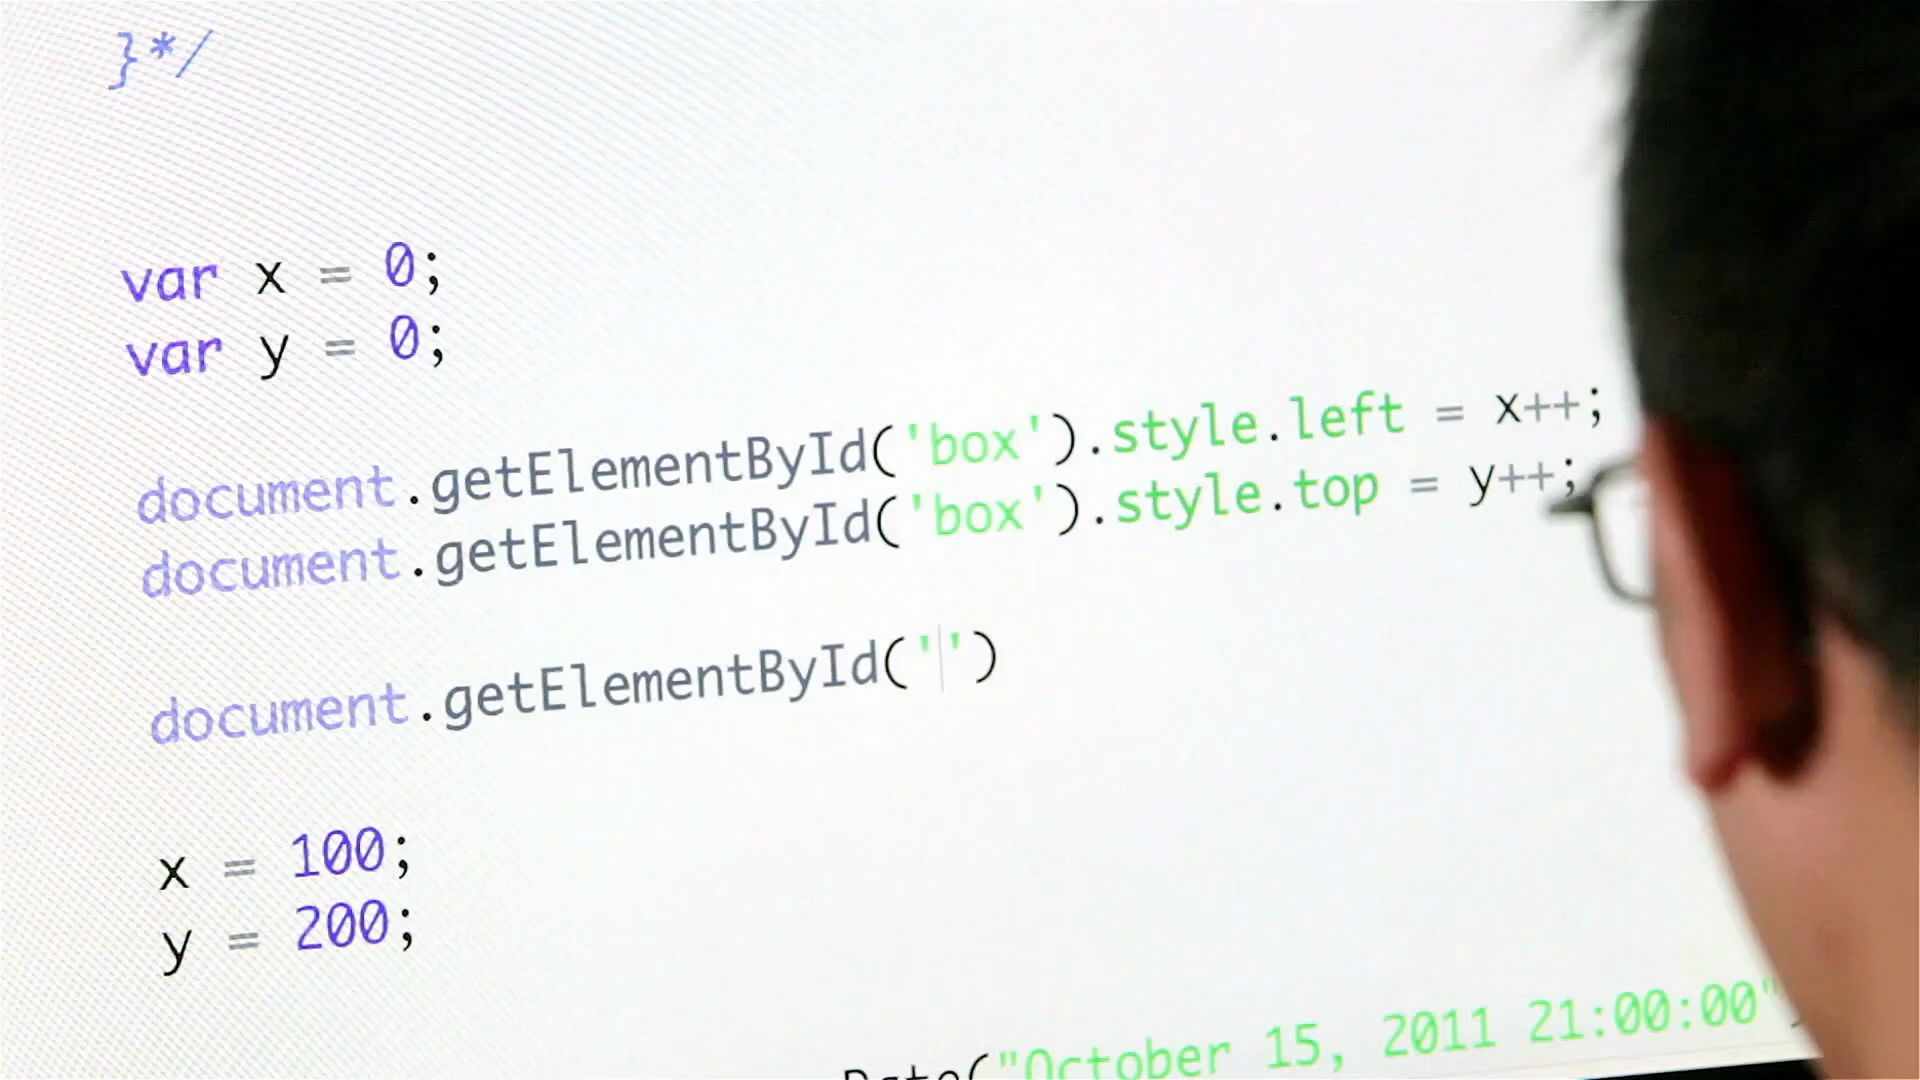 }*/
var x = 0;
var y = 0;
document.getElementById('box').style.left = x++;
document.getElementById('box').style.top = y++;
document.getElementById('')
x = 100;
y = 200;
Date("October 15, 2011 21:00:00"